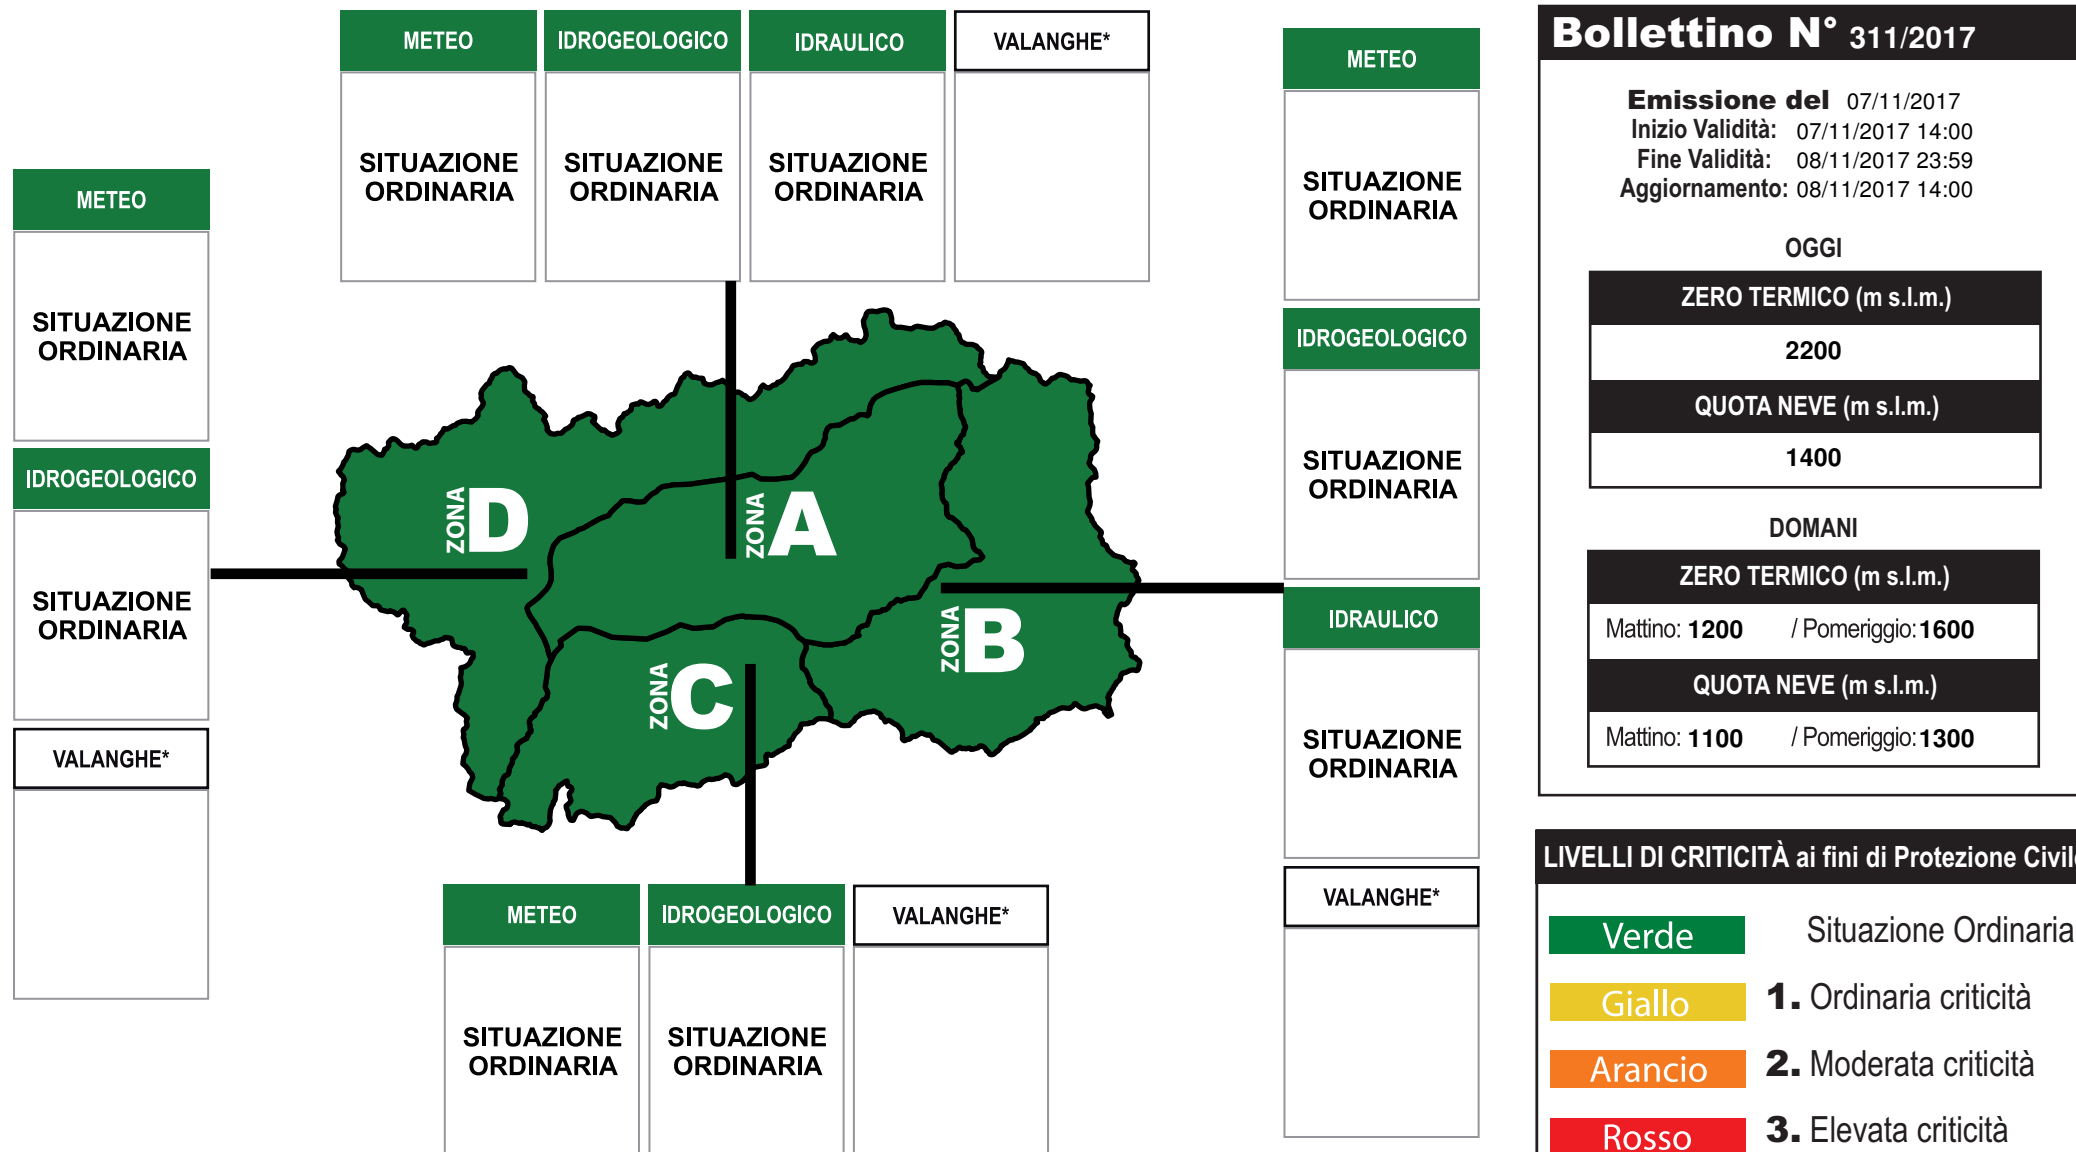 METEO
IDROGEOLOGICO
IDRAULICO
VALANGHE*
SITUAZIONE
ORDINARIA
SITUAZIONE
ORDINARIA
SITUAZIONE
ORDINARIA
METEO
SITUAZIONE
ORDINARIA
IDROGEOLOGICO
SITUAZIONE
ORDINARIA
VALANGHE*
ZONA D
ZONA A
ZONA B
ZONA C
METEO
SITUAZIONE
ORDINARIA
IDROGEOLOGICO
SITUAZIONE
ORDINARIA
IDRAULICO
SITUAZIONE
ORDINARIA
VALANGHE*
METEO
IDROGEOLOGICO
VALANGHE*
SITUAZIONE
ORDINARIA
SITUAZIONE
ORDINARIA
Bollettino N° 311/2017
Emissione del 07/11/2017
Inizio Validità: 07/11/2017 14:00
Fine Validità: 08/11/2017 23:59
Aggiornamento: 08/11/2017 14:00
OGGI
ZERO TERMICO (m s.l.m.)
2200
QUOTA NEVE (m s.l.m.)
1400
DOMANI
ZERO TERMICO (m s.l.m.)
Mattino: 1200 / Pomeriggio: 1600
QUOTA NEVE (m s.l.m.)
Mattino: 1100 / Pomeriggio: 1300
LIVELLI DI CRITICITÀ ai fini di Protezione Civile
Verde Situazione Ordinaria
Giallo 1. Ordinaria criticità
Arancio 2. Moderata criticità
Rosso 3. Elevata criticità